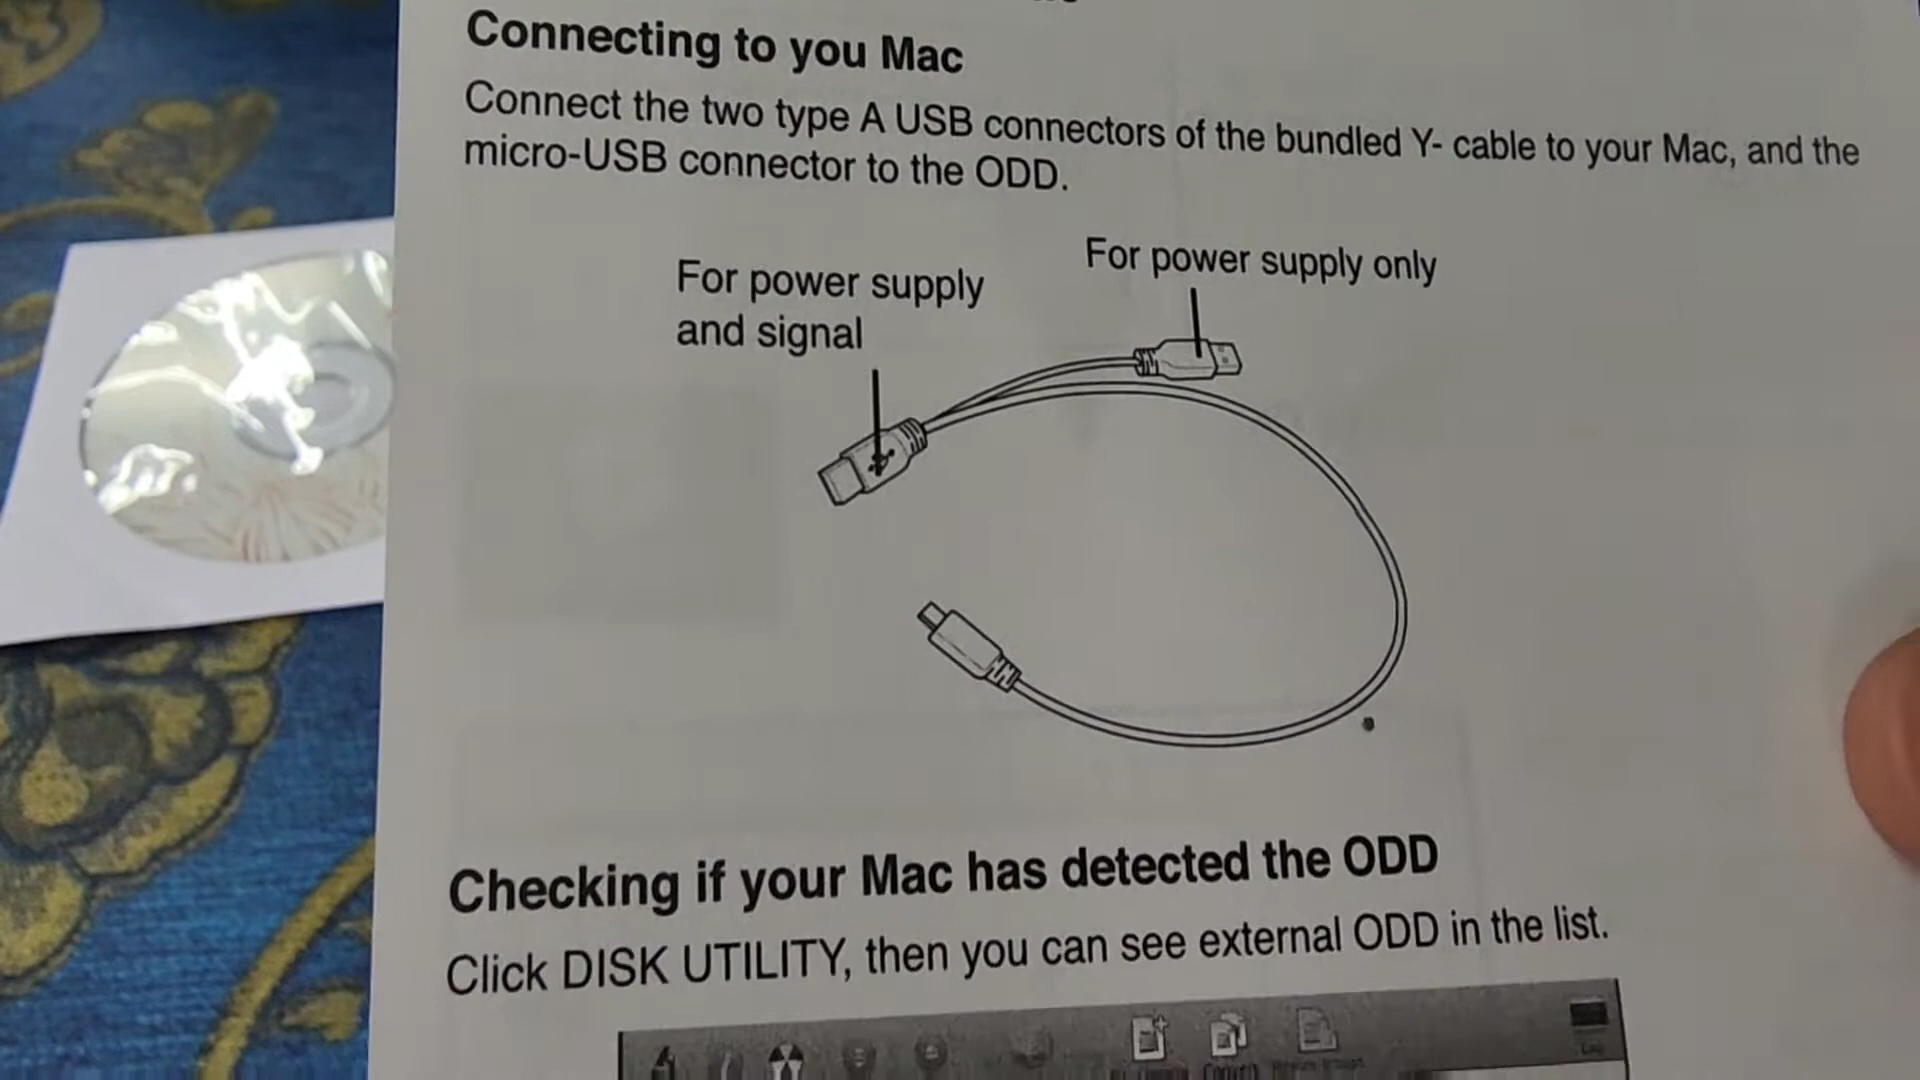 Connecting to you Mac
Connect the two type A USB connectors of the bundled Y- cable to your Mac, and the
micro-USB connector to the ODD.
For power supply only
For power supply
and signal
Checking if your Mac has detected the ODD
Click DISK UTILITY, then you can see external ODD in the list.